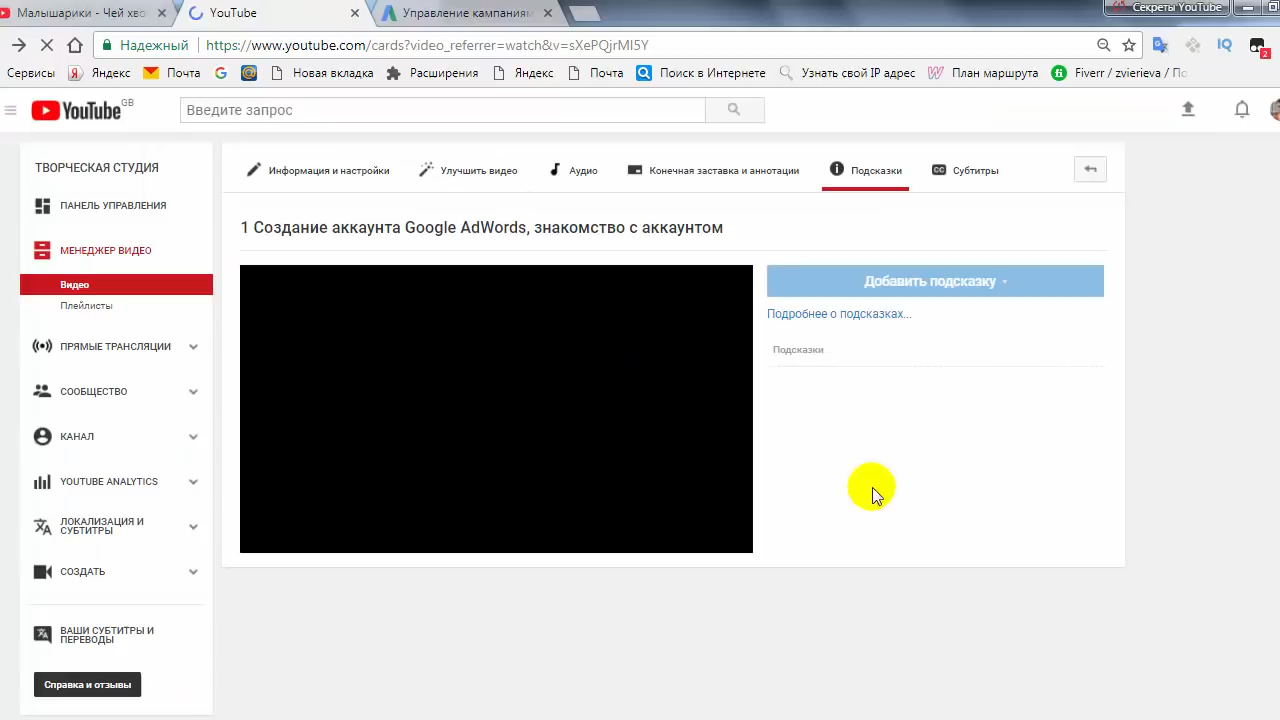 Малышарики - Чей хво
YouTube
Управление кампаниям
Секреты YouTube
Надежный
https://www.youtube.com/cards?video_referrer=watch&v=sXePQjrMI5Y
Сервисы
Яндекс
Почта
Новая вкладка
Расширения
Яндекс
Почта
Поиск в Интернете
Узнать свой IP адрес
План маршрута
Fiverr / zvierieva / По
2
YouTube GB
Введите запрос
ТВОРЧЕСКАЯ СТУДИЯ
ПАНЕЛЬ УПРАВЛЕНИЯ
МЕНЕДЖЕР ВИДЕО
Видео
Плейлисты
ПРЯМЫЕ ТРАНСЛЯЦИИ
СООБЩЕСТВО
КАНАЛ
YOUTUBE ANALYTICS
ЛОКАЛИЗАЦИЯ И
СУБТИТРЫ
СОЗДАТЬ
ВАШИ СУБТИТРЫ И
ПЕРЕВОДЫ
Справка и отзывы
Информация и настройки
Улучшить видео
Аудио
Конечная заставка и аннотации
Подсказки
Субтитры
1 Создание аккаунта Google AdWords, знакомство с аккаунтом
Добавить подсказку
Подробнее о подсказках...
Подсказки